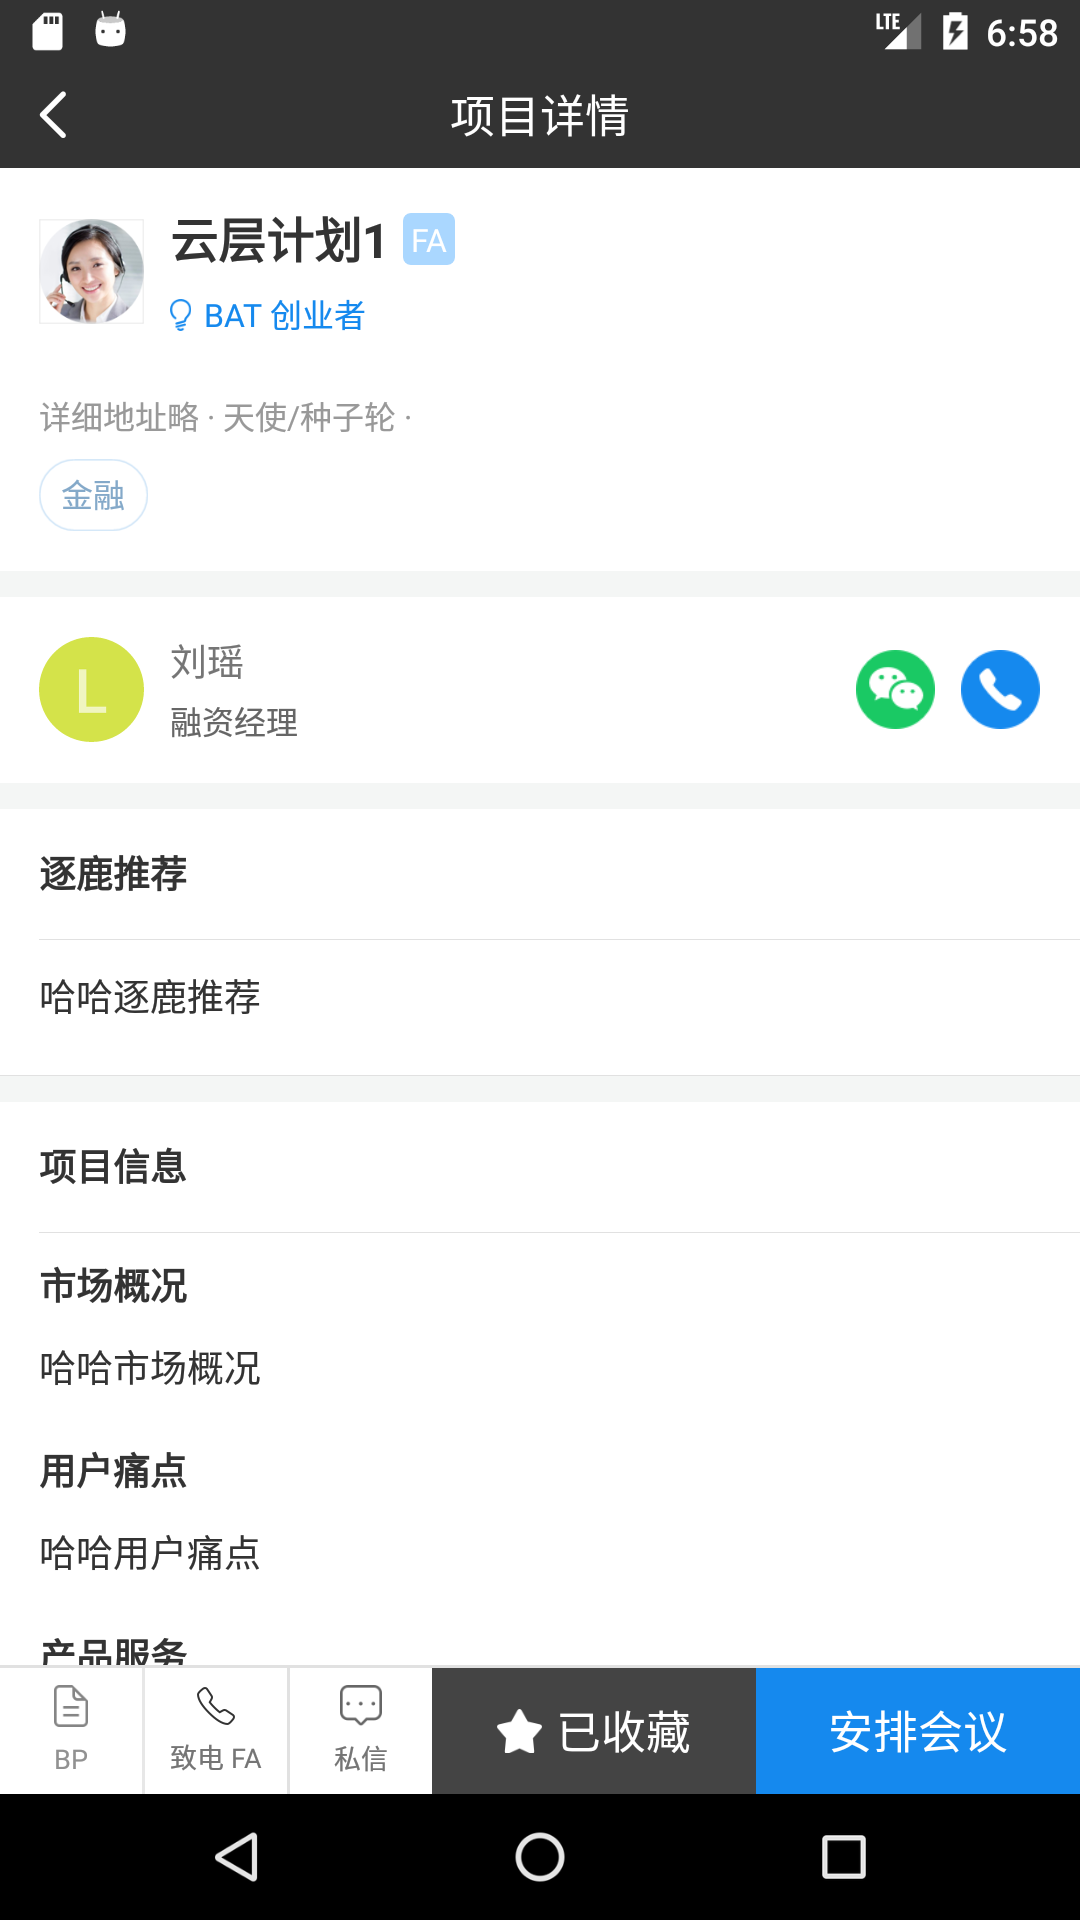 LTE 6:58
项目详情
云层计划1 FA
BAT 创业者
详细地址略 · 天使/种子轮 ·
金融
L 刘瑶
融资经理
逐鹿推荐
哈哈逐鹿推荐
项目信息
市场概况
哈哈市场概况
用户痛点
哈哈用户痛点
产品服务
BP 致电 FA 私信 已收藏 安排会议